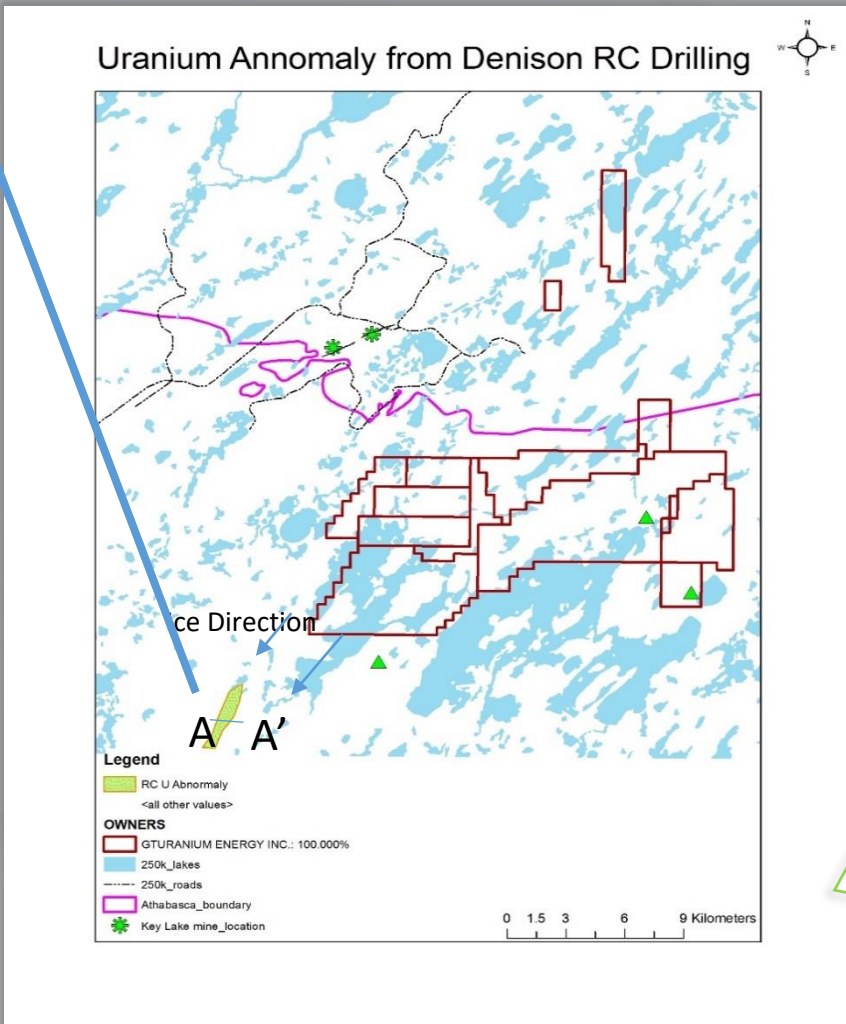 Uranium Annomaly from Denison RC Drilling
N
W
E
S
ce Direction
A
A’
Legend
RC U Abnormaly
<all other values>
OWNERS
GTURANIUM ENERGY INC.: 100.000%
250k_lakes
250k_roads
Athabasca_boundary
Key Lake mine_location
0 1.5 3 6 9 Kilometers